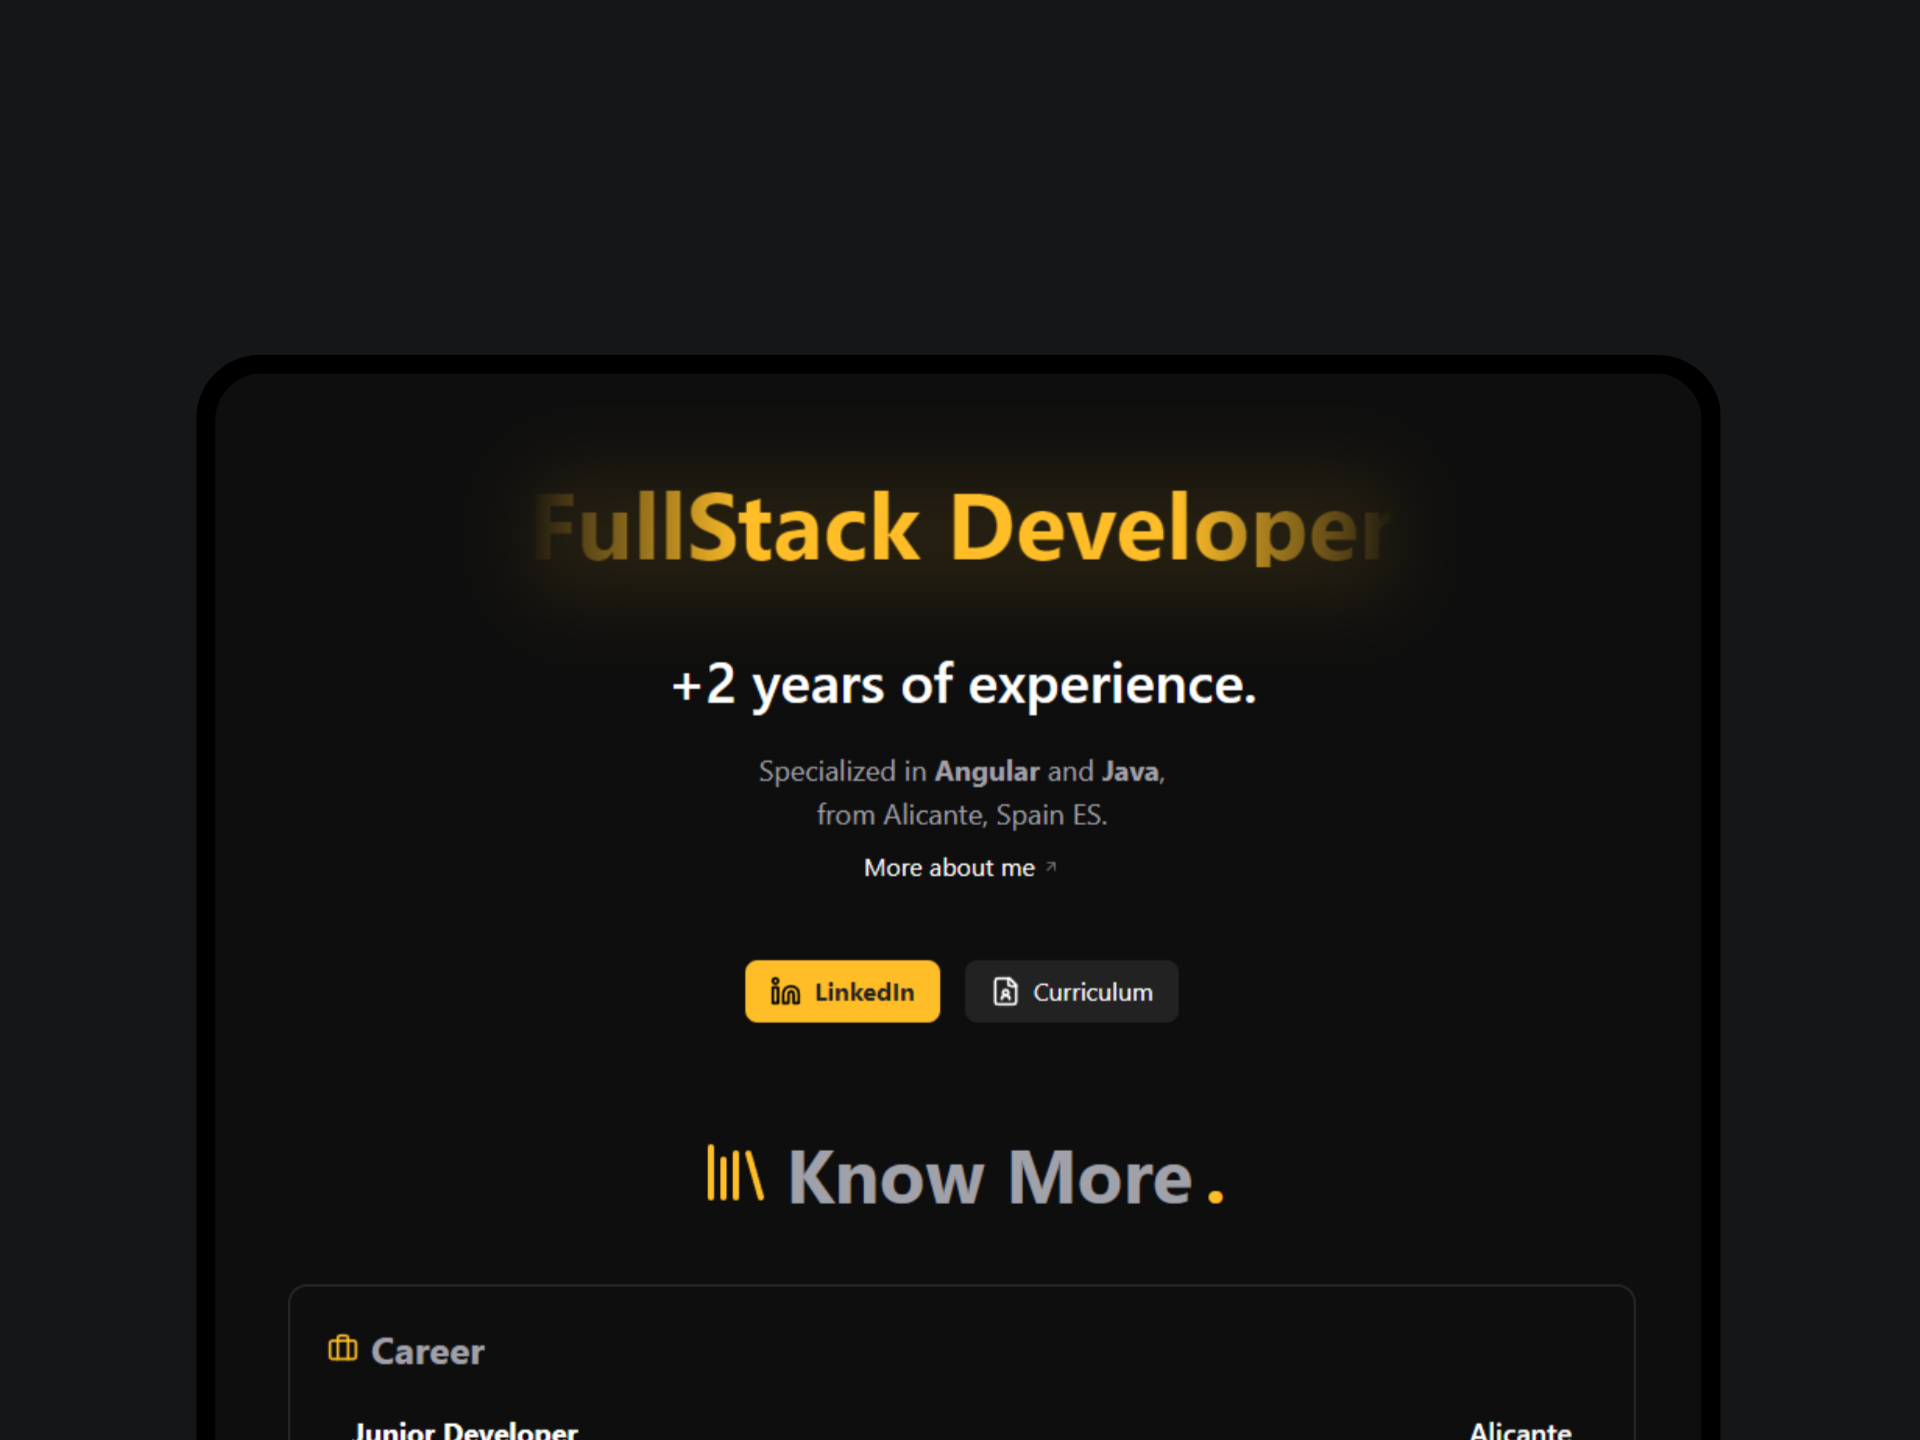 FullStack Developer
+2 years of experience.
Specialized in Angular and Java,
from Alicante, Spain ES.
More about me
LinkedIn
Curriculum
Know More.
Career
Junior Developer
Alicante